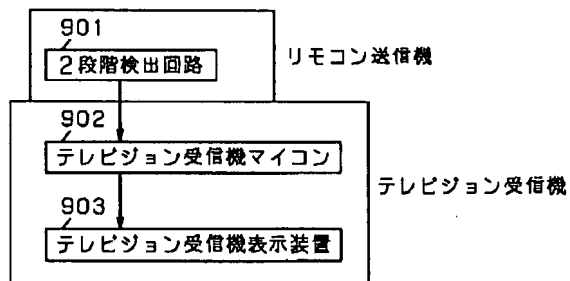 901
2段階検出回路
リモコン送信機
902
テレビジョン受信機マイコン
テレビジョン受信機
903
テレビジョン受信機表示装置